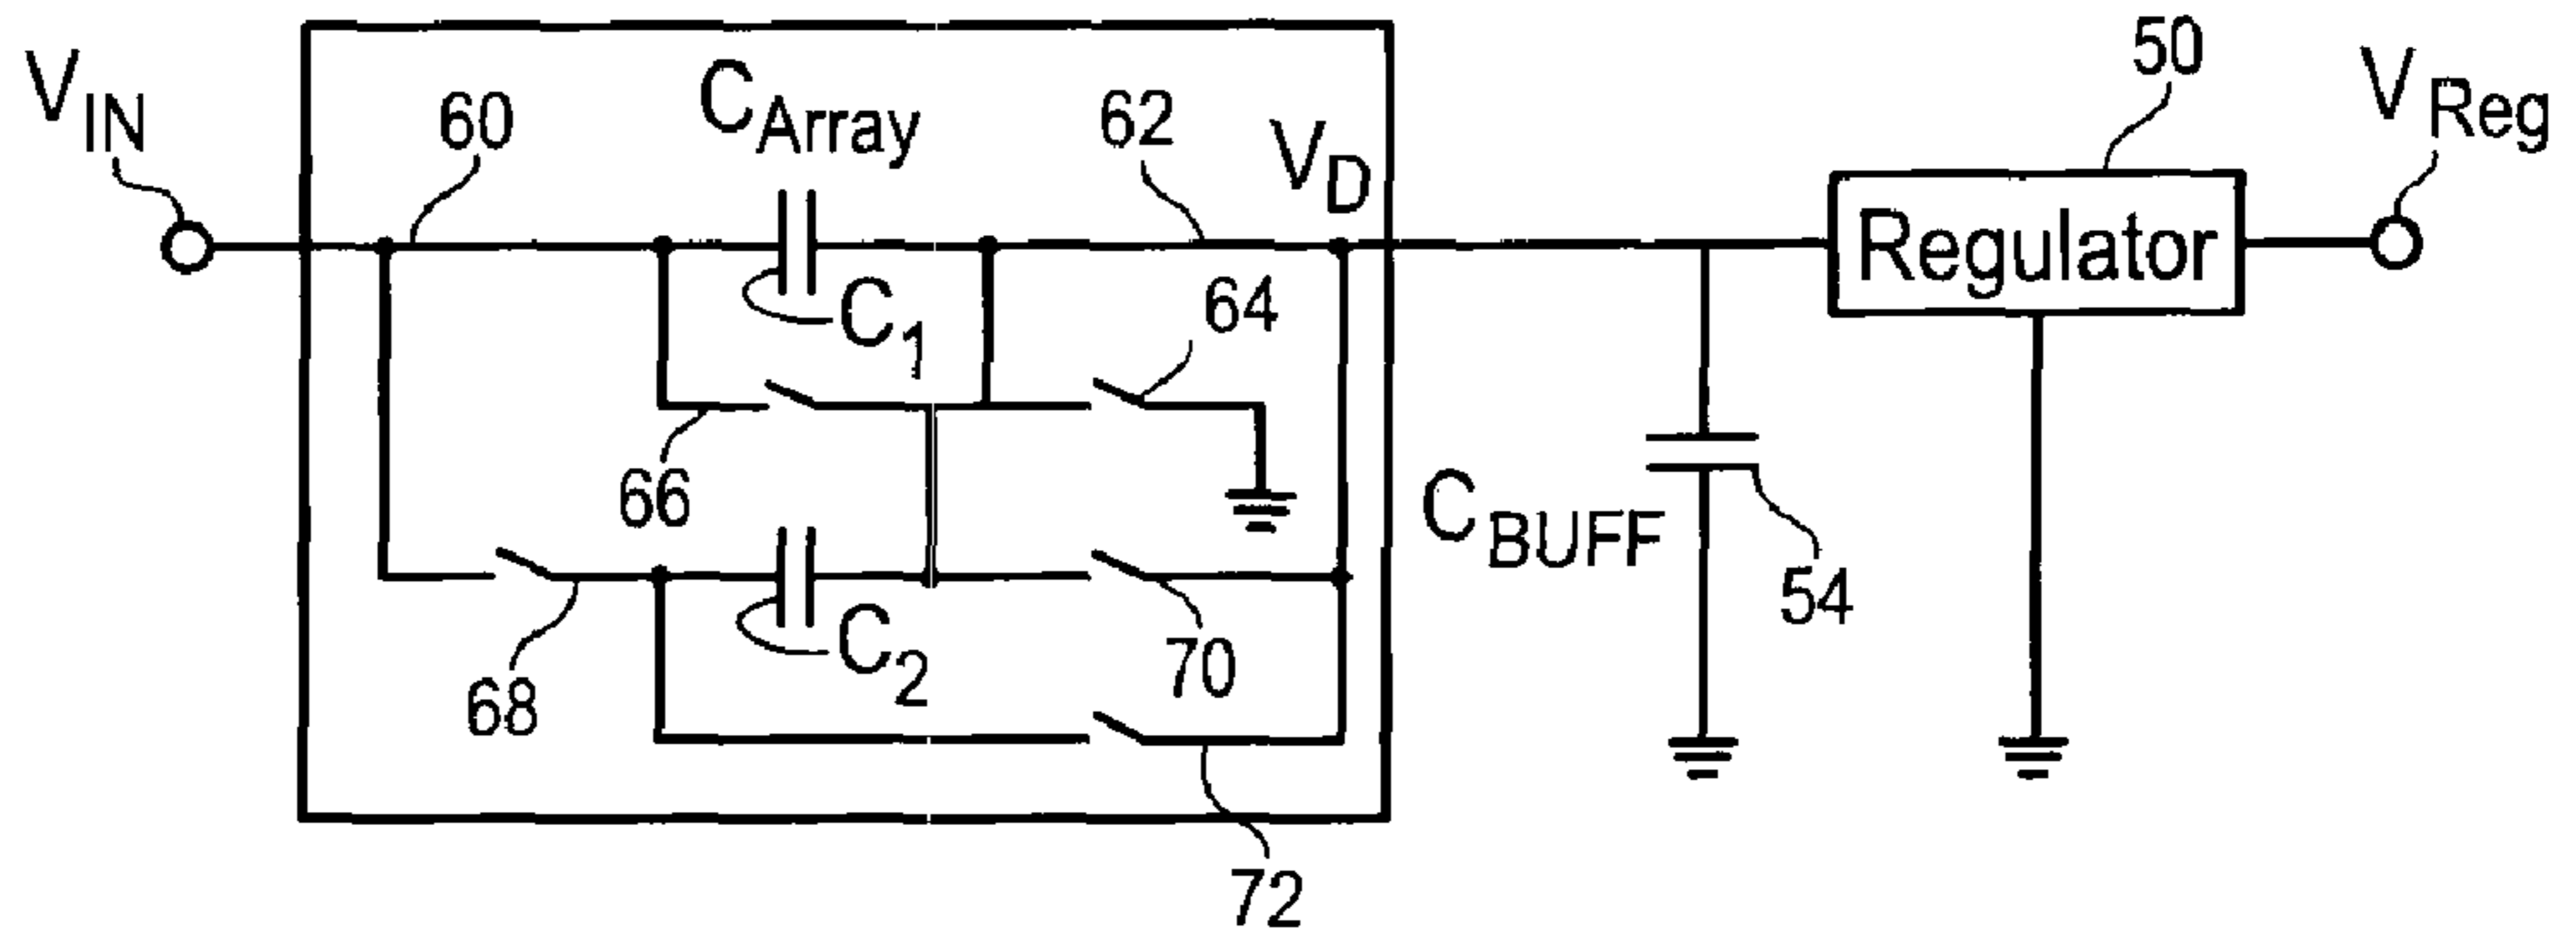 V_IN
60
C_Array
62
V_D
50
V_Reg
Regulator
C_1
64
66
C_BUFF
54
C_2
68
70
72